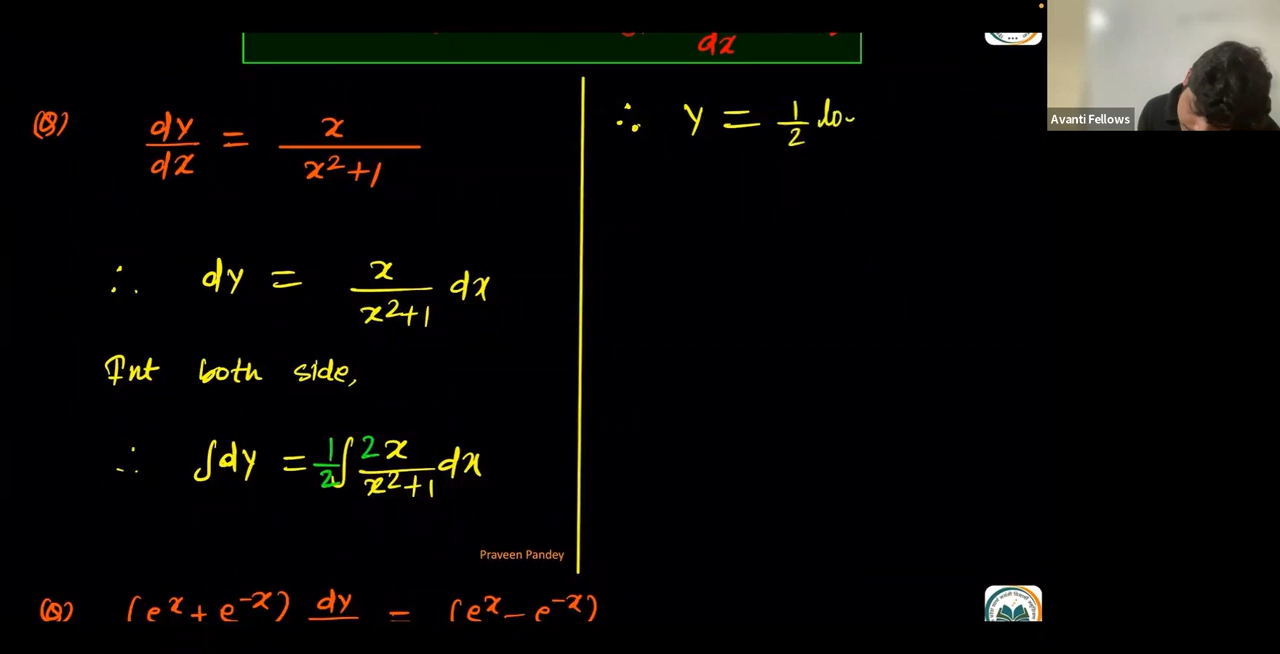 dx
(Q) dy/dx = x/(x²+1)
∴ dy = x/(x²+1) dx
Int both side,
∴ ∫dy = 1/2 ∫ 2x/(x²+1) dx
Praveen Pandey
(Q) (eˣ + e⁻ˣ) dy = (eˣ - e⁻ˣ)
∴ y = 1/2 lo
Avanti Fellows